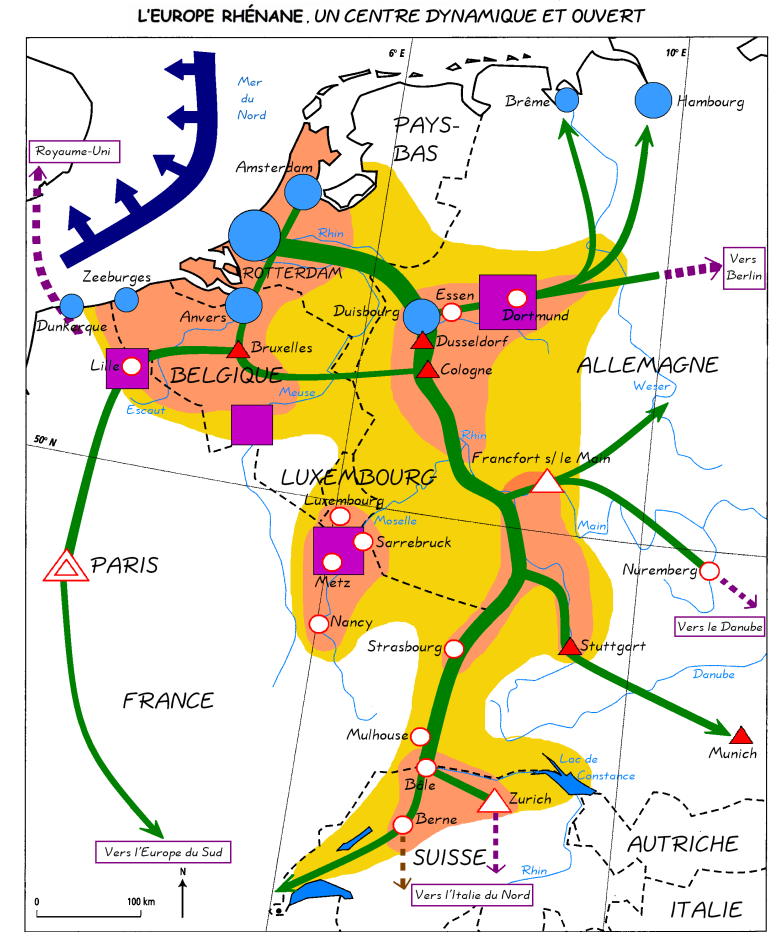 L'EUROPE RHÉNANE. UN CENTRE DYNAMIQUE ET OUVERT
6° E
10° E
Mer
du
Nord
Brême
Hambourg
PAYS-
BAS
Royaume-Uni
Amsterdam
Rhin
ROTTERDAM
Vers
Berlin
Zeeburges
Essen
Dunkerque
Anvers
Duisbourg
Dortmund
Dusseldorf
Bruxelles
Lille
BELGIQUE
Cologne
ALLEMAGNE
Weser
Meuse
Escaut
50° N
Rhin
Francfort s/ le Main
LUXEMBOURG
Luxembourg
Moselle
Main
Sarrebruck
PARIS
Metz
Nuremberg
Nancy
Vers le Danube
Strasbourg
Stuttgart
Danube
FRANCE
Mulhouse
Munich
Lac de
Constance
Bâle
Zurich
Berne
Vers l'Europe du Sud
SUISSE
AUTRICHE
Rhin
N
Vers l'Italie du Nord
ITALIE
0
100 km